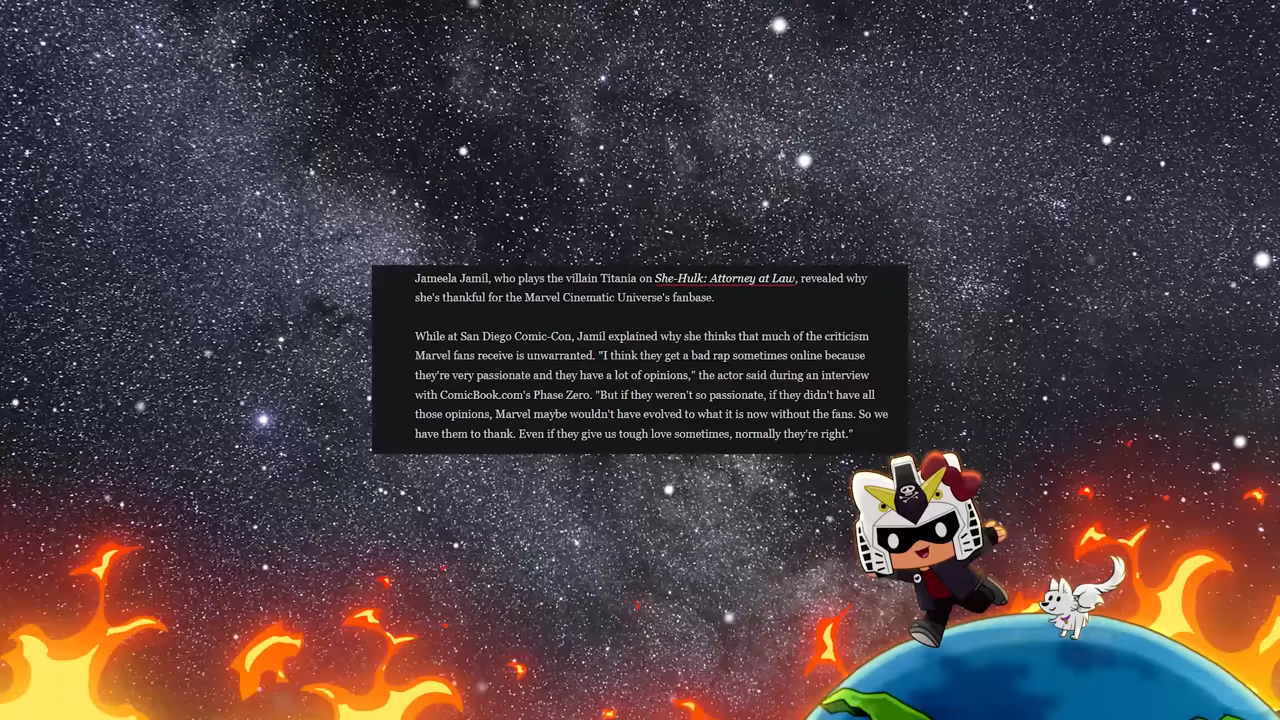 Jameela Jamil, who plays the villain Titania on She-Hulk: Attorney at Law, revealed why
she's thankful for the Marvel Cinematic Universe's fanbase.
While at San Diego Comic-Con, Jamil explained why she thinks that much of the criticism
Marvel fans receive is unwarranted. "I think they get a bad rap sometimes online because
they're very passionate and they have a lot of opinions," the actor said during an interview
with ComicBook.com's Phase Zero. "But if they weren't so passionate, if they didn't have all
those opinions, Marvel maybe wouldn't have evolved to what it is now without the fans. So we
have them to thank. Even if they give us tough love sometimes, normally they're right."